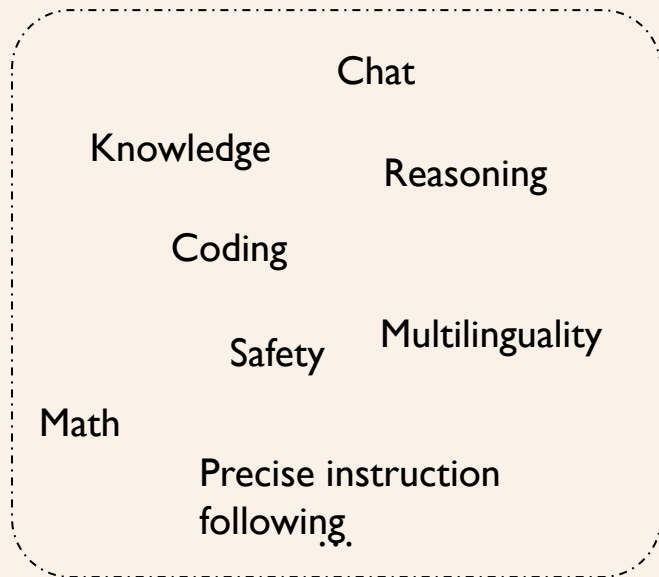 Chat
Knowledge
Reasoning
Coding
Multilinguality
Safety
Math
Precise instruction
following
...